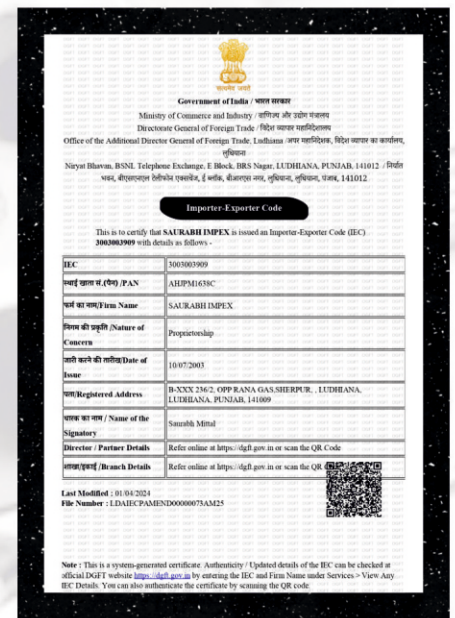 सत्यमेव जयते
Government of India / भारत सरकार
Ministry of Commerce and Industry / वाणिज्य और उद्योग मंत्रालय
Directorate General of Foreign Trade / विदेश व्यापार महानिदेशालय
Office of the Additional Director General of Foreign Trade, Ludhiana /अपर महानिदेशक, विदेश व्यापार का कार्यालय,
लुधियाना
Niryat Bhavan, BSNL Telephone Exchange, E Block, BRS Nagar, LUDHIANA, PUNJAB, 141012 / निर्यात
भवन, बीएसएनएल टेलीफोन एक्सचेंज, ई ब्लॉक, बीआरएस नगर, लुधियाना, लुधियाना, पंजाब, 141012
Importer-Exporter Code
This is to certify that SAURABH IMPEX is issued an Importer-Exporter Code (IEC)
3003003909 with details as follows -
IEC 3003003909
स्थाई खाता सं.(पैन) /PAN AHJPM1638C
फर्म का नाम/Firm Name SAURABH IMPEX
निगम की प्रकृति /Nature of
Concern Proprietorship
जारी करने की तारीख/Date of
Issue 10/07/2003
पता/Registered Address B-XXX 236/2, OPP RANA GAS,SHERPUR, , LUDHIANA,
LUDHIANA, PUNJAB, 141009
धारक का नाम / Name of the
Signatory Saurabh Mittal
Director / Partner Details Refer online at https://dgft.gov.in or scan the QR Code
शाखा/इकाई /Branch Details Refer online at https://dgft.gov.in or scan the QR
Last Modified : 01/04/2024
File Number : LDAIECPAMEND00000073AM25
Note : This is a system-generated certificate. Authenticity / Updated details of the IEC can be checked at
official DGFT website https://dgft.gov.in by entering the IEC and Firm Name under Services > View Any
IEC Details. You can also authenticate the certificate by scanning the QR code.